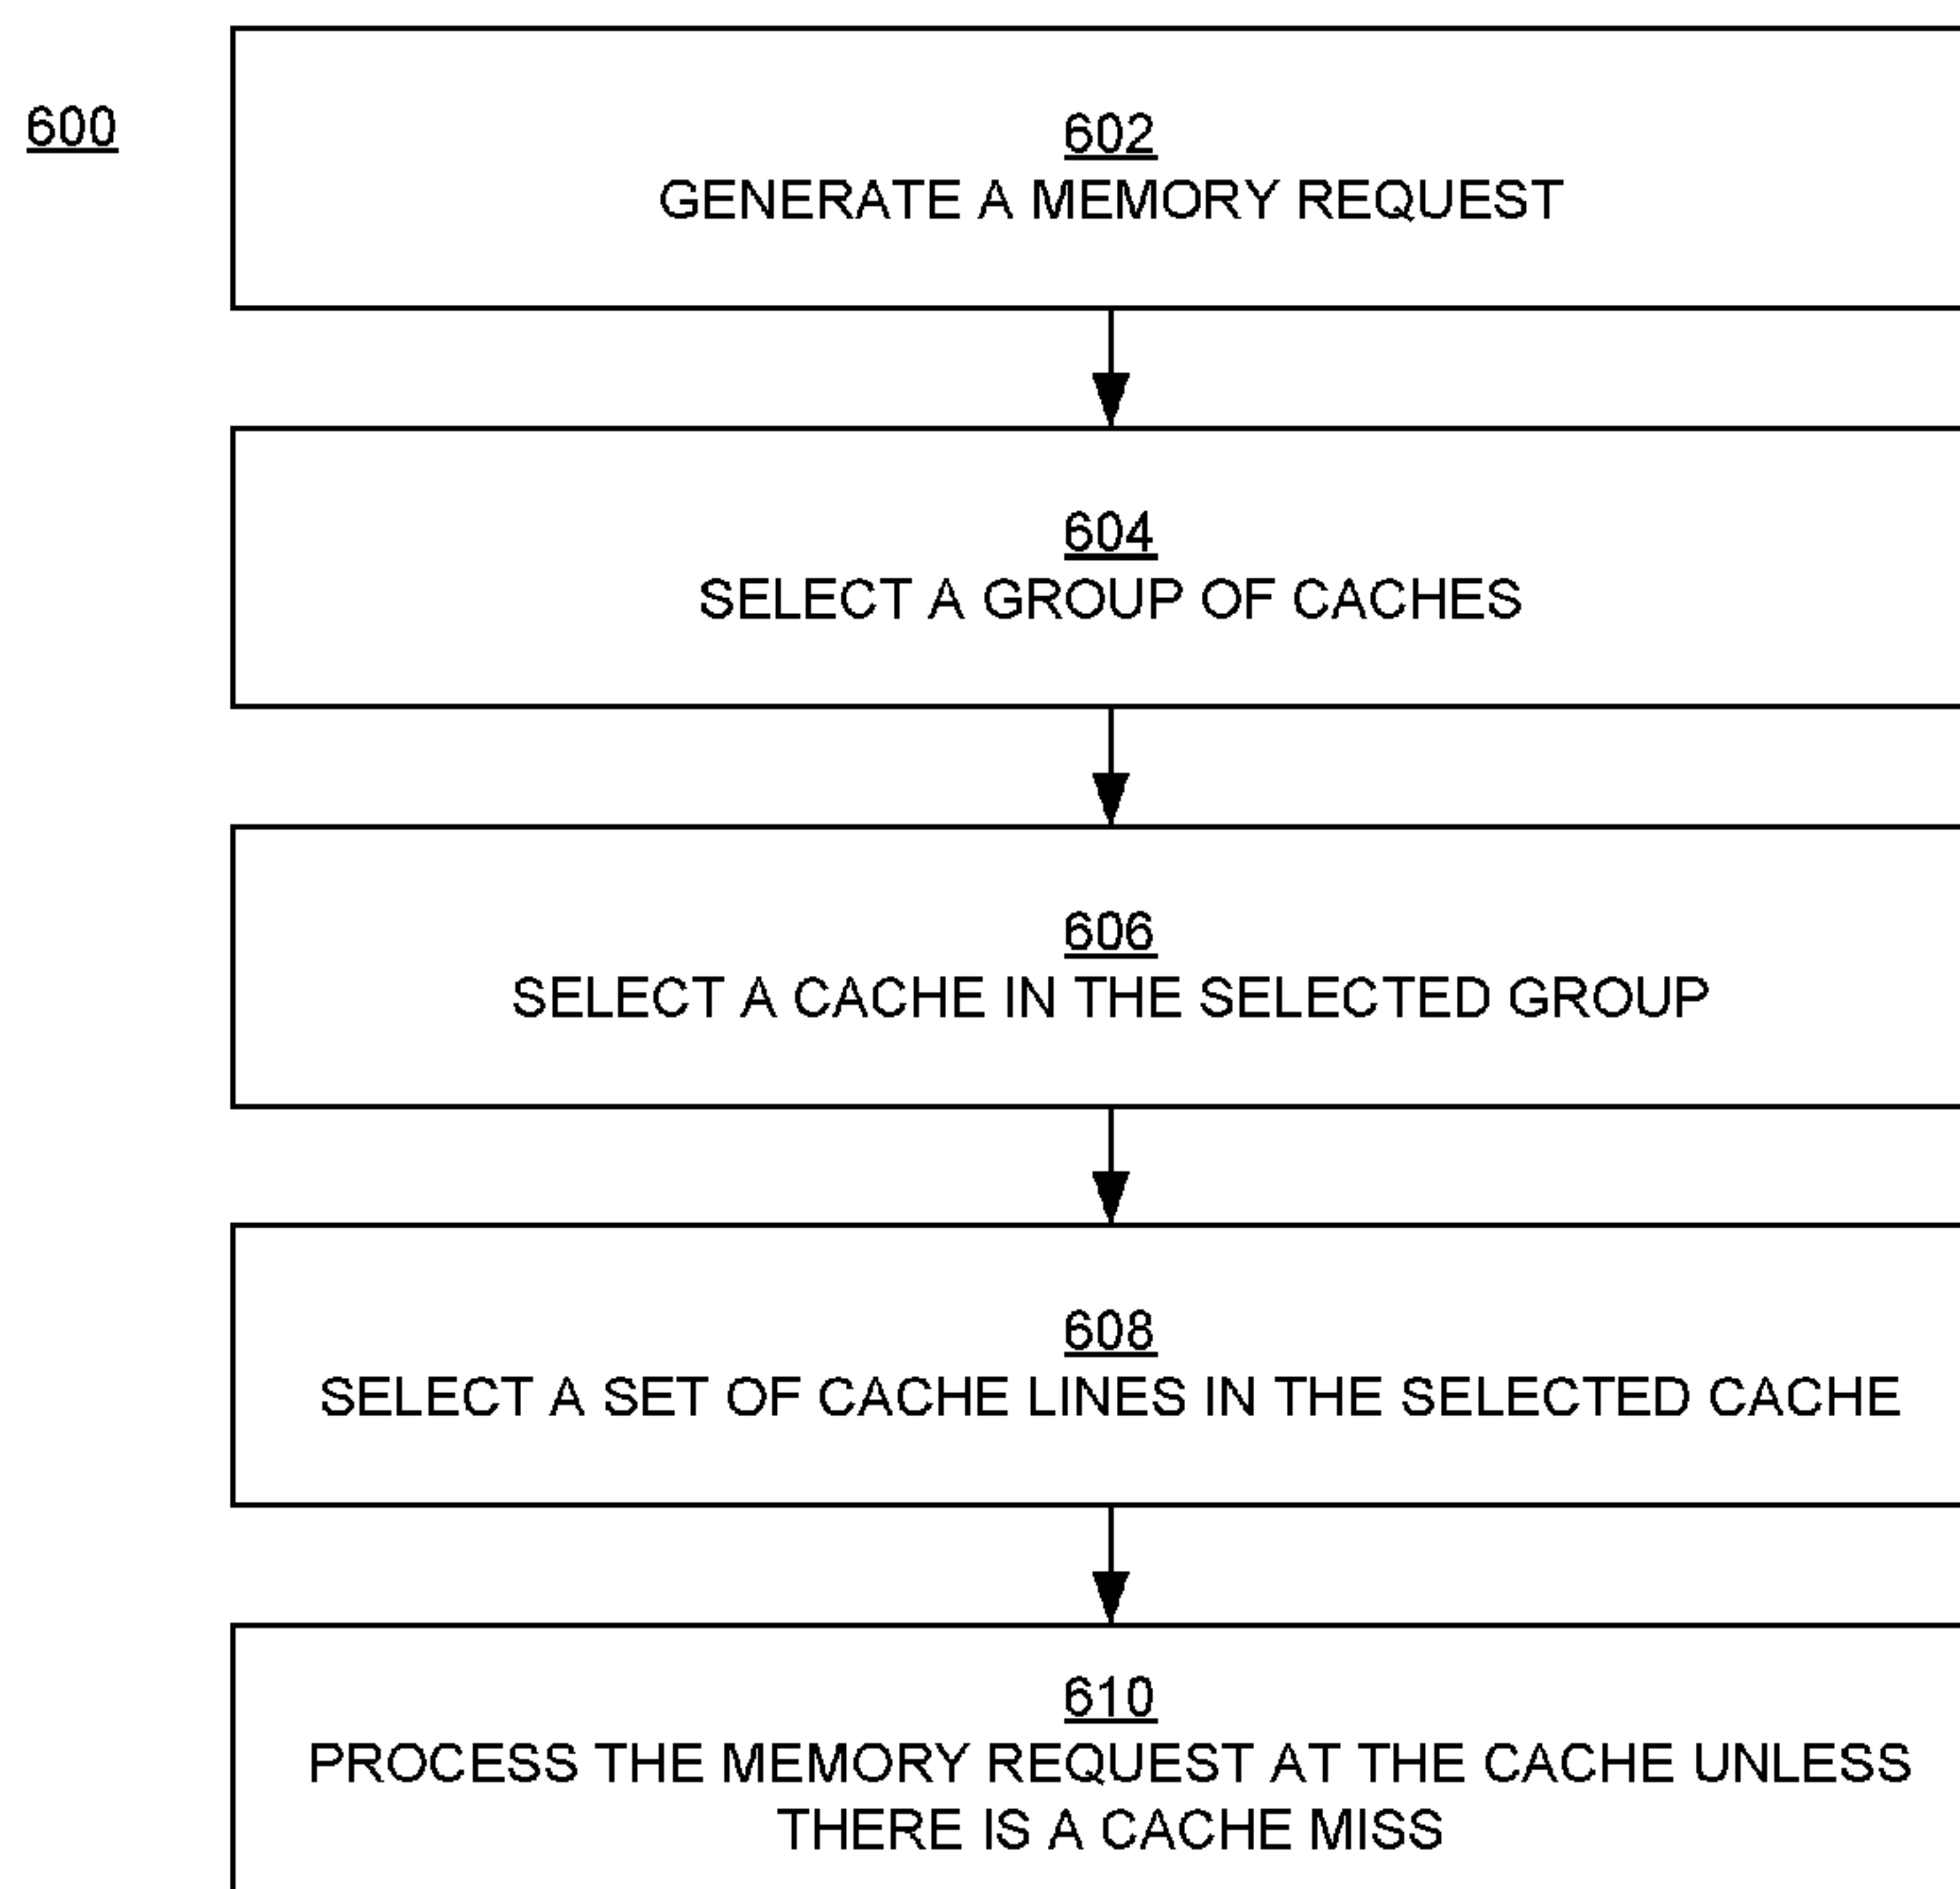 600
602
GENERATE A MEMORY REQUEST
604
SELECT A GROUP OF CACHES
606
SELECT A CACHE IN THE SELECTED GROUP
608
SELECT A SET OF CACHE LINES IN THE SELECTED CACHE
610
PROCESS THE MEMORY REQUEST AT THE CACHE UNLESS
THERE IS A CACHE MISS